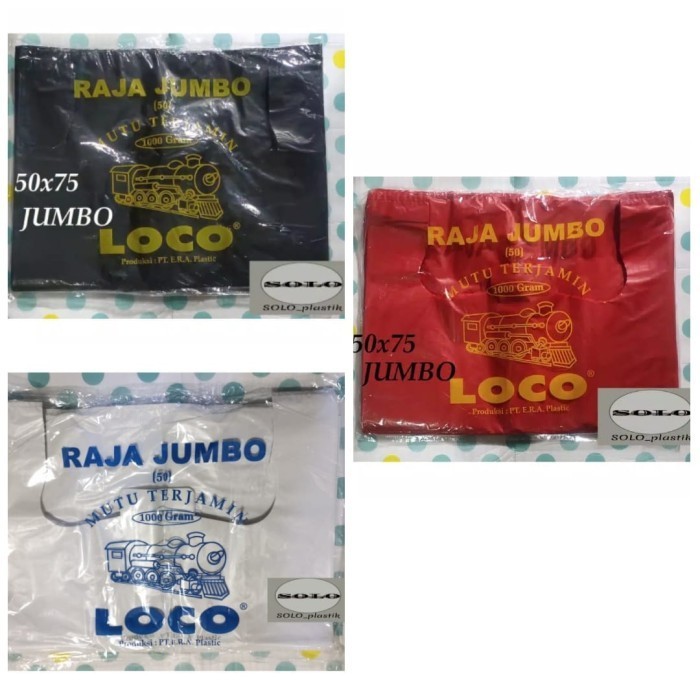 RAJA JUMBO
(50)
MUTU TERJAMIN
1000 Gram
50x75
JUMBO
LOCO®
Produksi : PT. E.R.A. Plastic
SOLO
SOLO_plastik
RAJA JUMBO
(50)
MUTU TERJAMIN
1000 Gram
50x75
JUMBO
LOCO®
Produksi : PT. E.R.A. Plastic
SOLO
SOLO_plastik
RAJA JUMBO
(50)
MUTU TERJAMIN
1000 Gram
LOCO®
Produksi : PT. E.R.A. Plastic
SOLO
SOLO_plastik